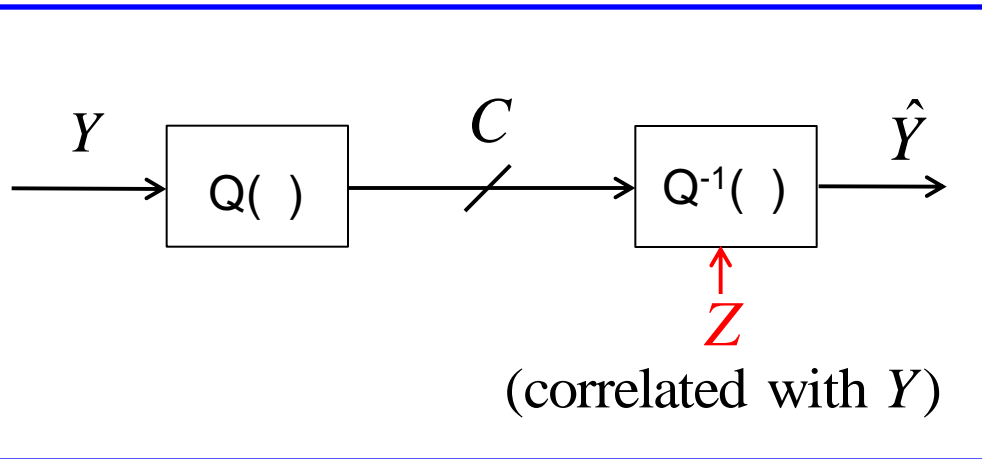 Y
Q( )
C
Q-1( )
Ŷ
Z
(correlated with Y)